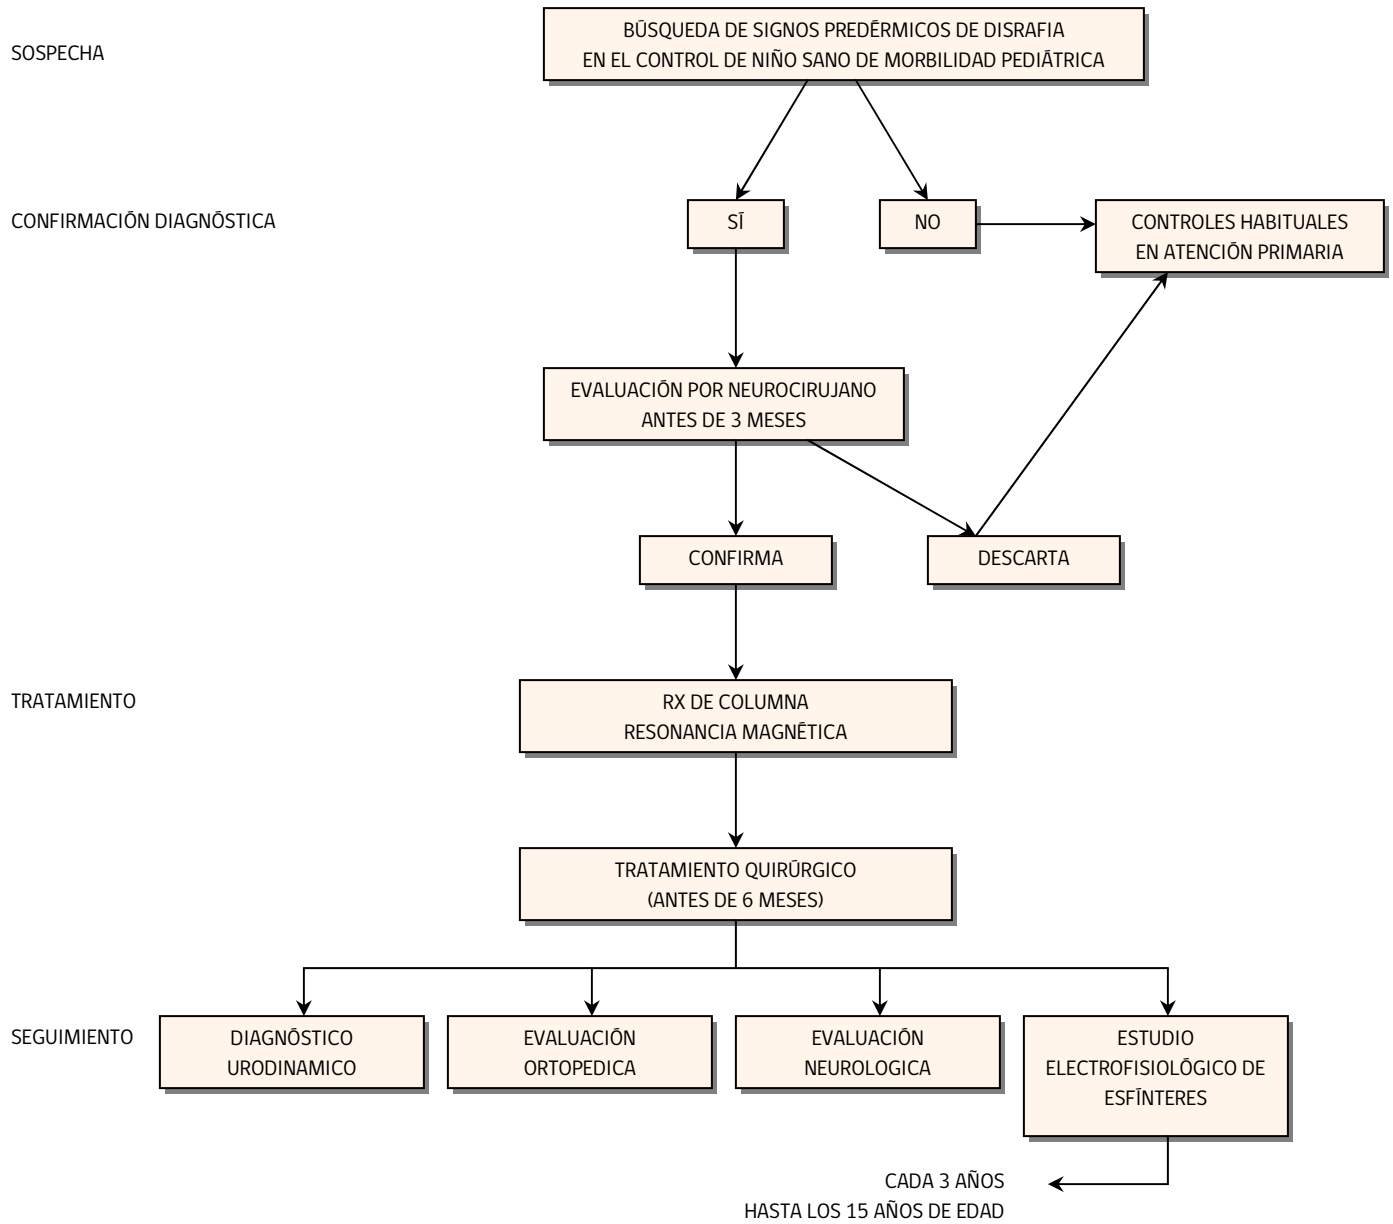 SOSPECHA
BÚSQUEDA DE SIGNOS PREDÉRMICOS DE DISRAFIA
EN EL CONTROL DE NIÑO SANO DE MORBILIDAD PEDIÁTRICA
CONFIRMACIÓN DIAGNÓSTICA
SÍ
NO
CONTROLES HABITUALES
EN ATENCIÓN PRIMARIA
EVALUACIÓN POR NEUROCIRUJANO
ANTES DE 3 MESES
CONFIRMA
DESCARTA
TRATAMIENTO
RX DE COLUMNA
RESONANCIA MAGNÉTICA
TRATAMIENTO QUIRÚRGICO
(ANTES DE 6 MESES)
SEGUIMIENTO
DIAGNÓSTICO
URODINAMICO
EVALUACIÓN
ORTOPEDICA
EVALUACIÓN
NEUROLOGICA
ESTUDIO
ELECTROFISIOLÓGICO DE
ESFÍNTERES
CADA 3 AÑOS
HASTA LOS 15 AÑOS DE EDAD